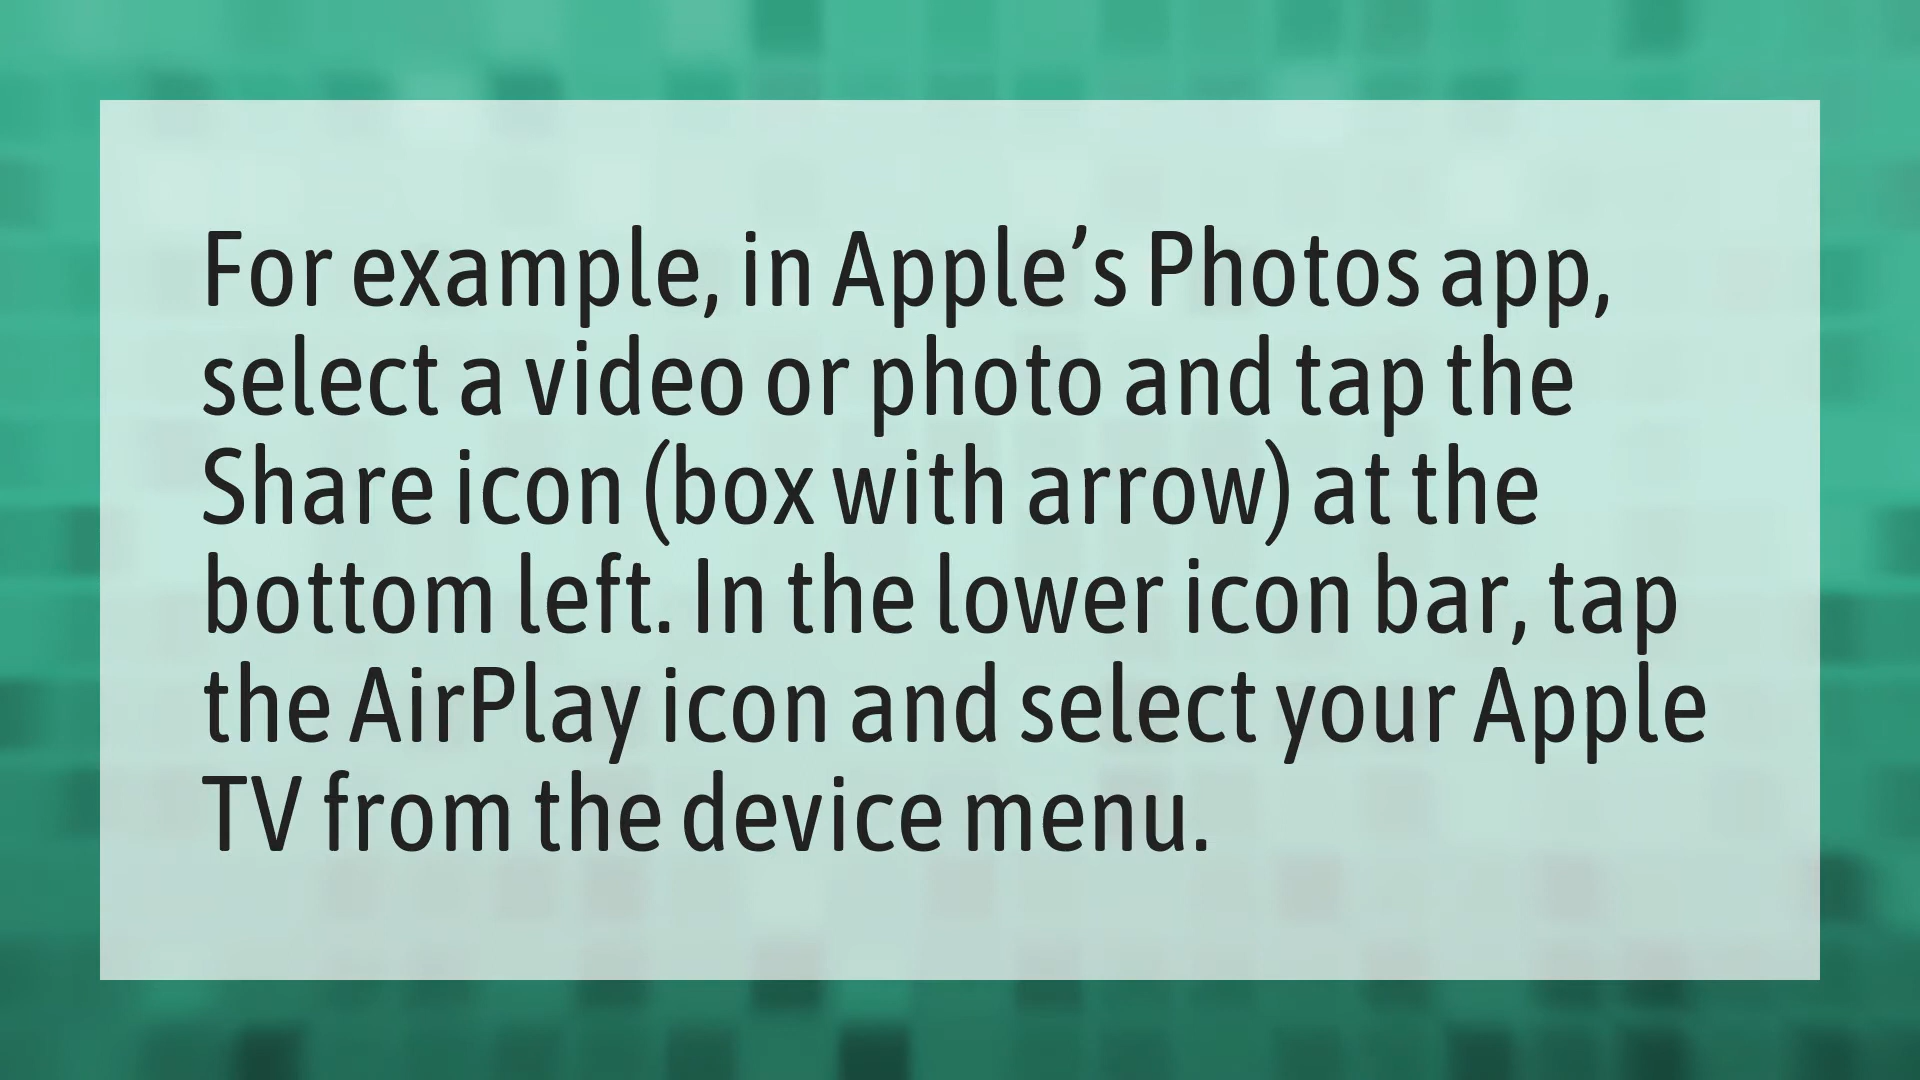 For example, in Apple’s Photos app,
select a video or photo and tap the
Share icon (box with arrow) at the
bottom left. In the lower icon bar, tap
the AirPlay icon and select your Apple
TV from the device menu.